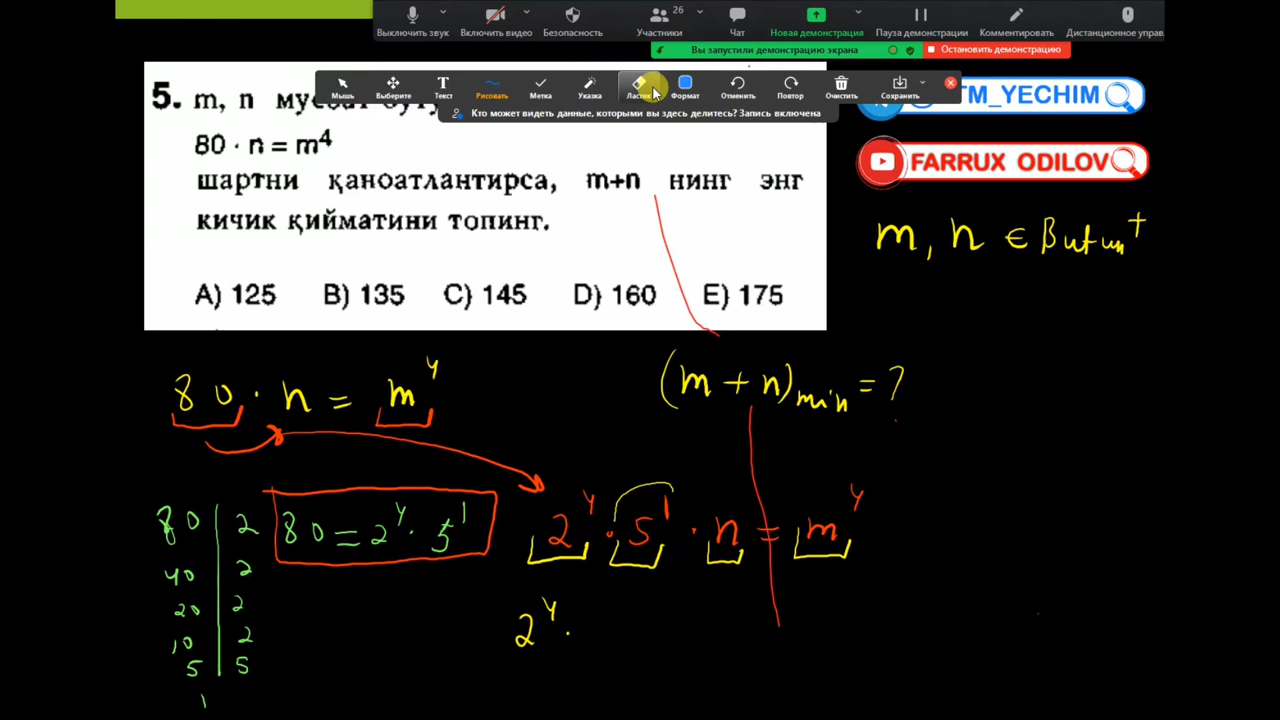 26
Выключить звук
Включить видео
Безопасность
Участники
Чат
Новая демонстрация
Пауза демонстрации
Комментировать
Дистанционное управ
Вы запустили демонстрацию экрана
Остановить демонстрацию
Мышь
Выберите
Текст
Рисовать
Метка
Указка
Ластик
Формат
Отменить
Повтор
Очистить
Сохранить
Кто может видеть данные, которыми вы здесь делитесь? Запись включена
TM_YECHIM
FARRUX ODILOV
5. m, n
80 · n = m⁴
шартни қаноатлантирса, m+n нинг энг
кичик қийматини топинг.
A) 125 B) 135 C) 145 D) 160 E) 175
m, n ∈ Butun⁺
80 · n = m⁴
(m + n)min = ?
80 | 2
40 | 2
20 | 2
10 | 2
5 | 5
1
80 = 2⁴ · 5¹
2⁴ · 5¹ · n = m⁴
2⁴ ·